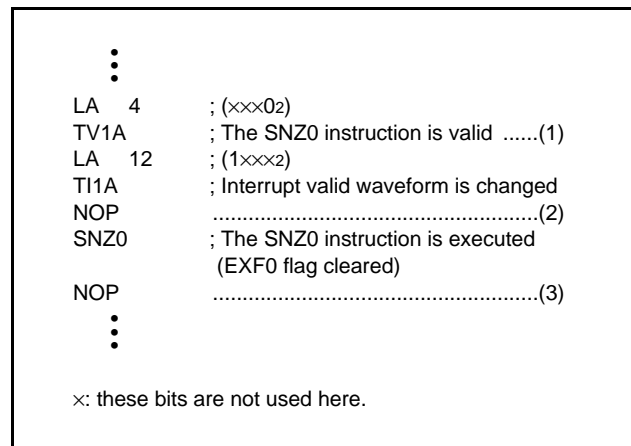 LA 4 ; (×××02)
TV1A ; The SNZ0 instruction is valid ......(1)
LA 12 ; (1×××2)
TI1A ; Interrupt valid waveform is changed
NOP .......................................................(2)
SNZ0 ; The SNZ0 instruction is executed
(EXF0 flag cleared)
NOP .......................................................(3)
×: these bits are not used here.